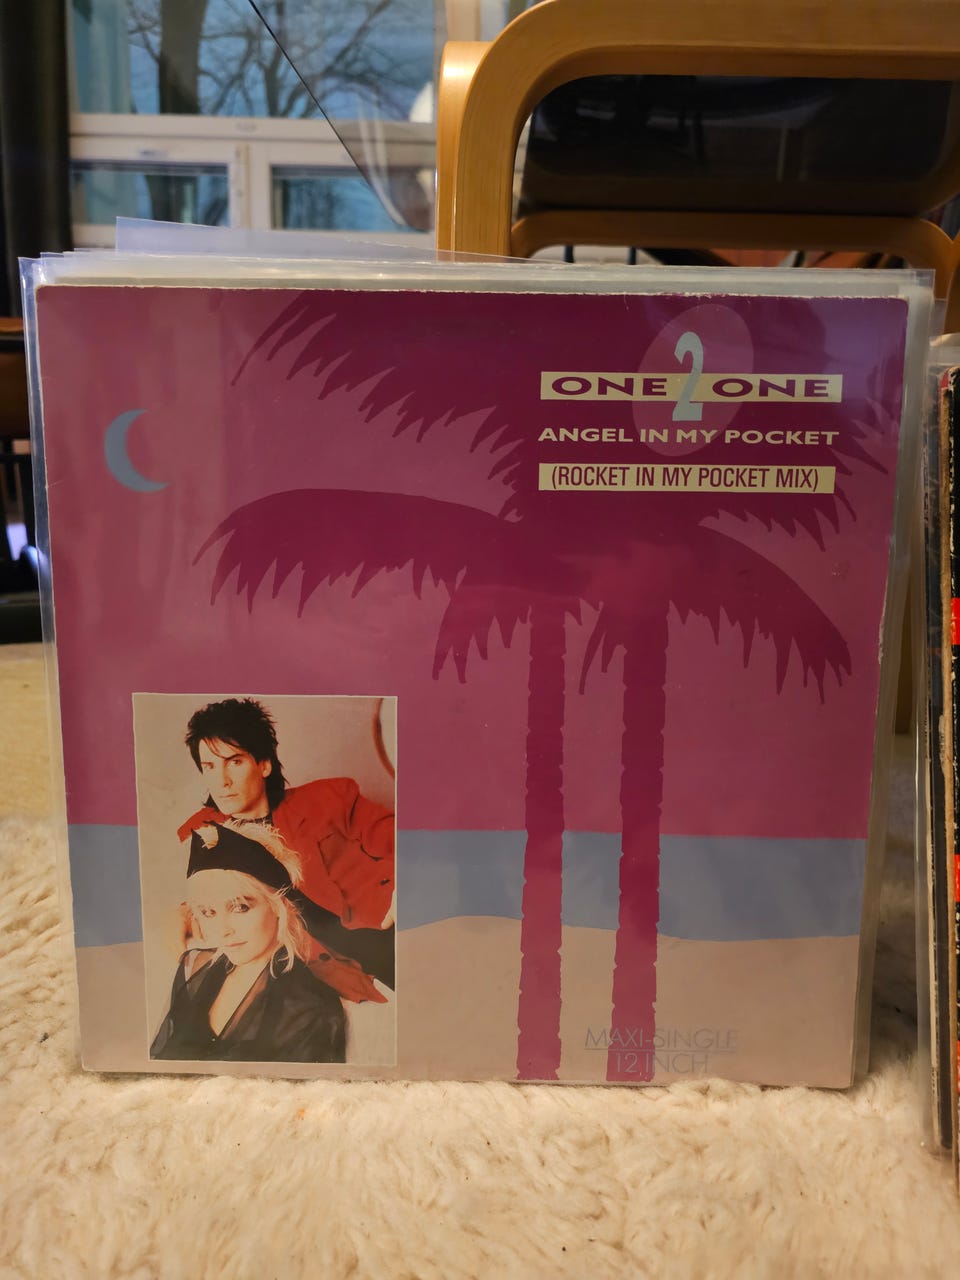 ONE 2 ONE
ANGEL IN MY POCKET
(ROCKET IN MY POCKET MIX)
MAXI-SINGLE
12 INCH